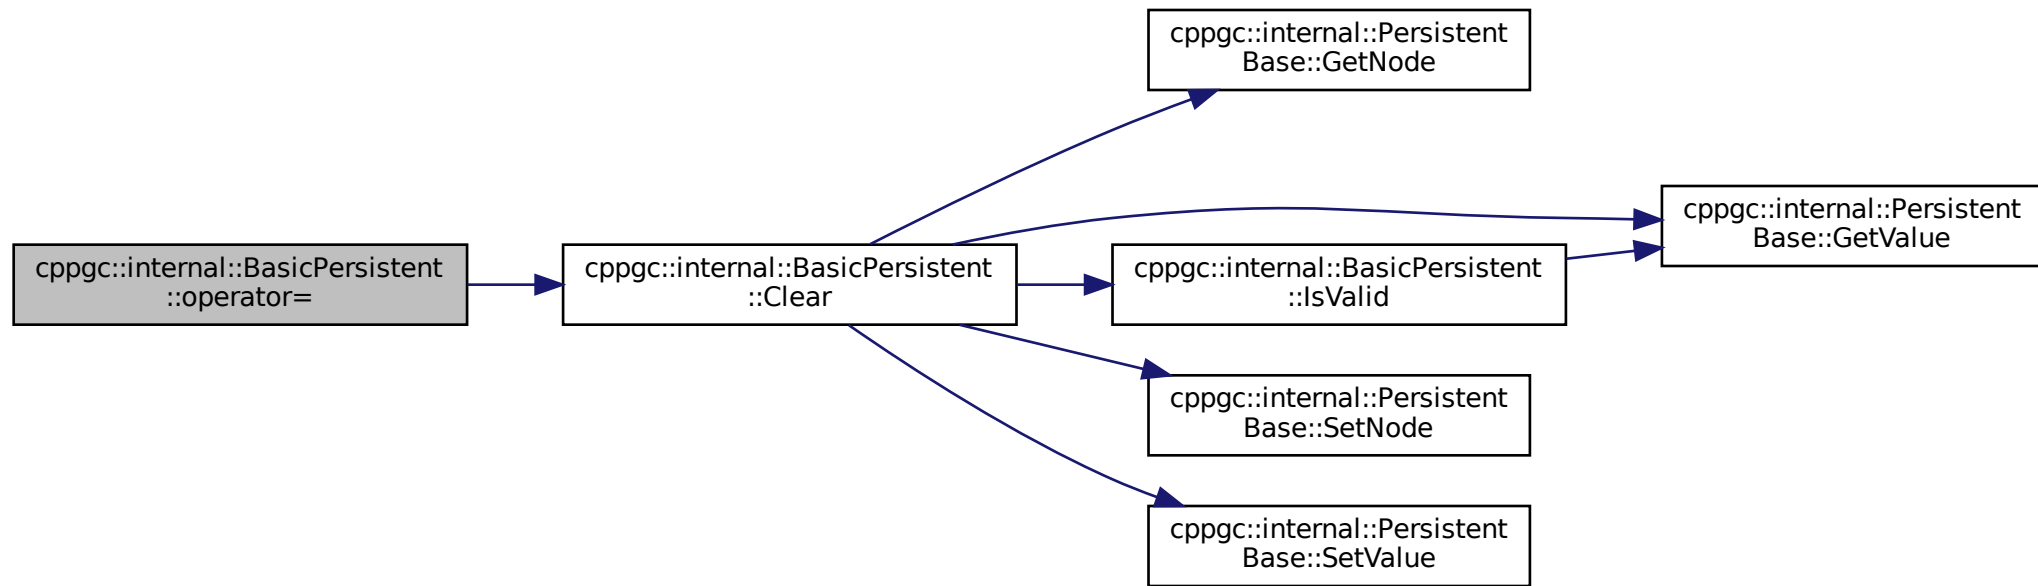 cppgc::internal::BasicPersistent
::operator=
cppgc::internal::BasicPersistent
::Clear
cppgc::internal::Persistent
Base::GetNode
cppgc::internal::Persistent
Base::GetValue
cppgc::internal::BasicPersistent
::IsValid
cppgc::internal::Persistent
Base::SetNode
cppgc::internal::Persistent
Base::SetValue